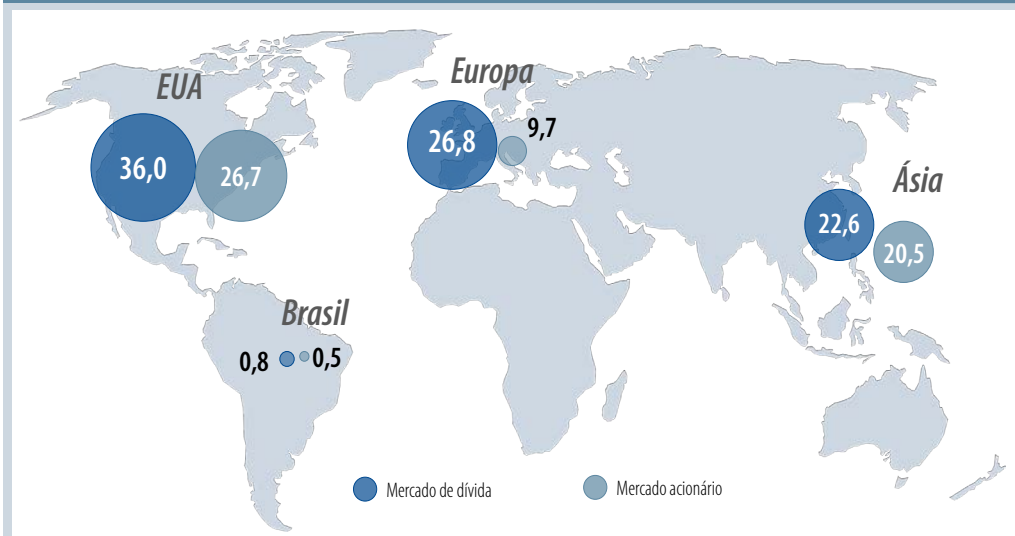 EUA
36,0
26,7
Europa
26,8
9,7
Ásia
22,6
20,5
Brasil
0,8
0,5
Mercado de dívida
Mercado acionário